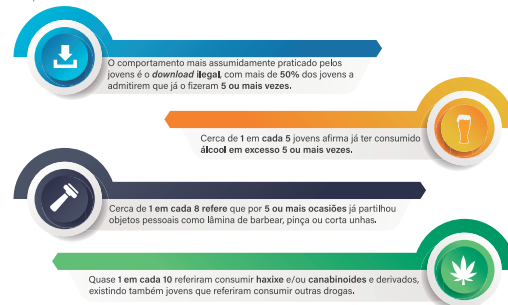 O comportamento mais assumidamente praticado pelos
jovens é o download ilegal, com mais de 50% dos jovens a
admitirem que já o fizeram 5 ou mais vezes.
Cerca de 1 em cada 5 jovens afirma já ter consumido
álcool em excesso 5 ou mais vezes.
Cerca de 1 em cada 8 refere que por 5 ou mais ocasiões já partilhou
objetos pessoais como lâmina de barbear, pinça ou corta unhas.
Quase 1 em cada 10 referiram consumir haxixe e/ou canabinoides e derivados,
existindo também jovens que referiram consumir outras drogas.